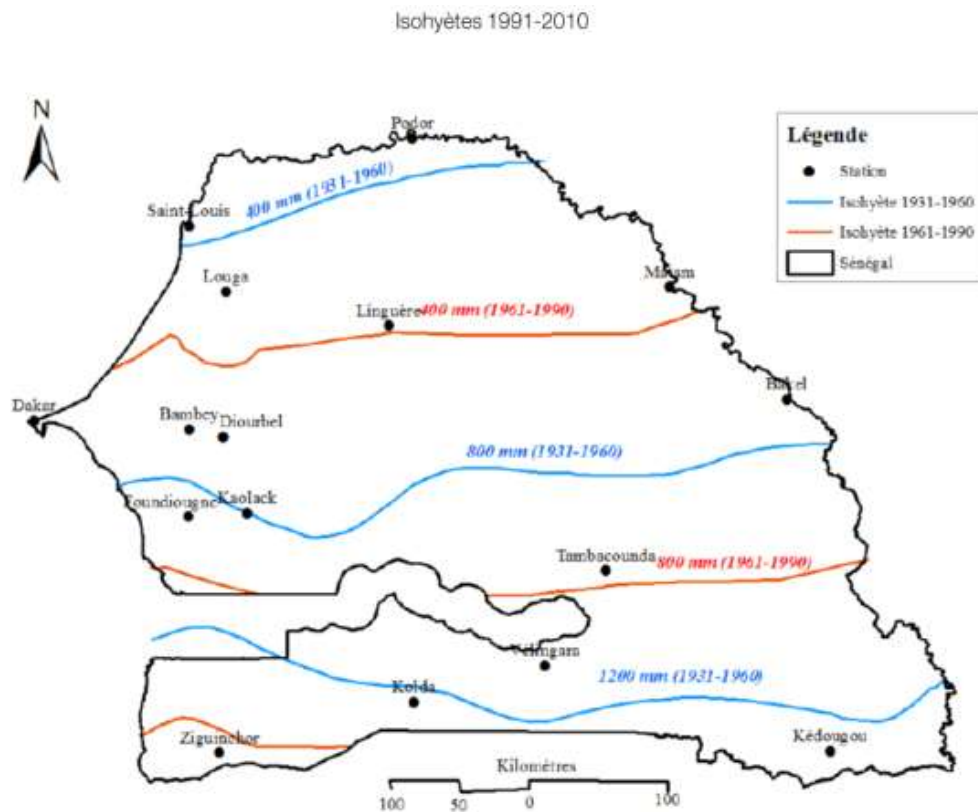 Isohyètes 1991-2010
N
Podor
Légende
Station
Isohyète 1931-1960
Isohyète 1961-1990
Sénégal
400 mm (1931-1960)
Saint-Louis
Louga
Matam
Linguère
400 mm (1961-1990)
Bakel
Dakar
Bambey
Diourbel
800 mm (1931-1960)
Foundiougne
Kaolack
Tambacounda
800 mm (1961-1990)
Vélingara
1200 mm (1931-1960)
Kolda
Ziguinchor
Kédougou
Kilométres
100 50 0 100